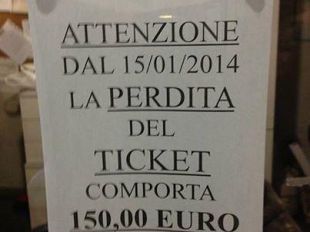 ATTENZIONE
DAL 15/01/2014
LA PERDITA
DEL
TICKET
COMPORTA
150,00 EURO